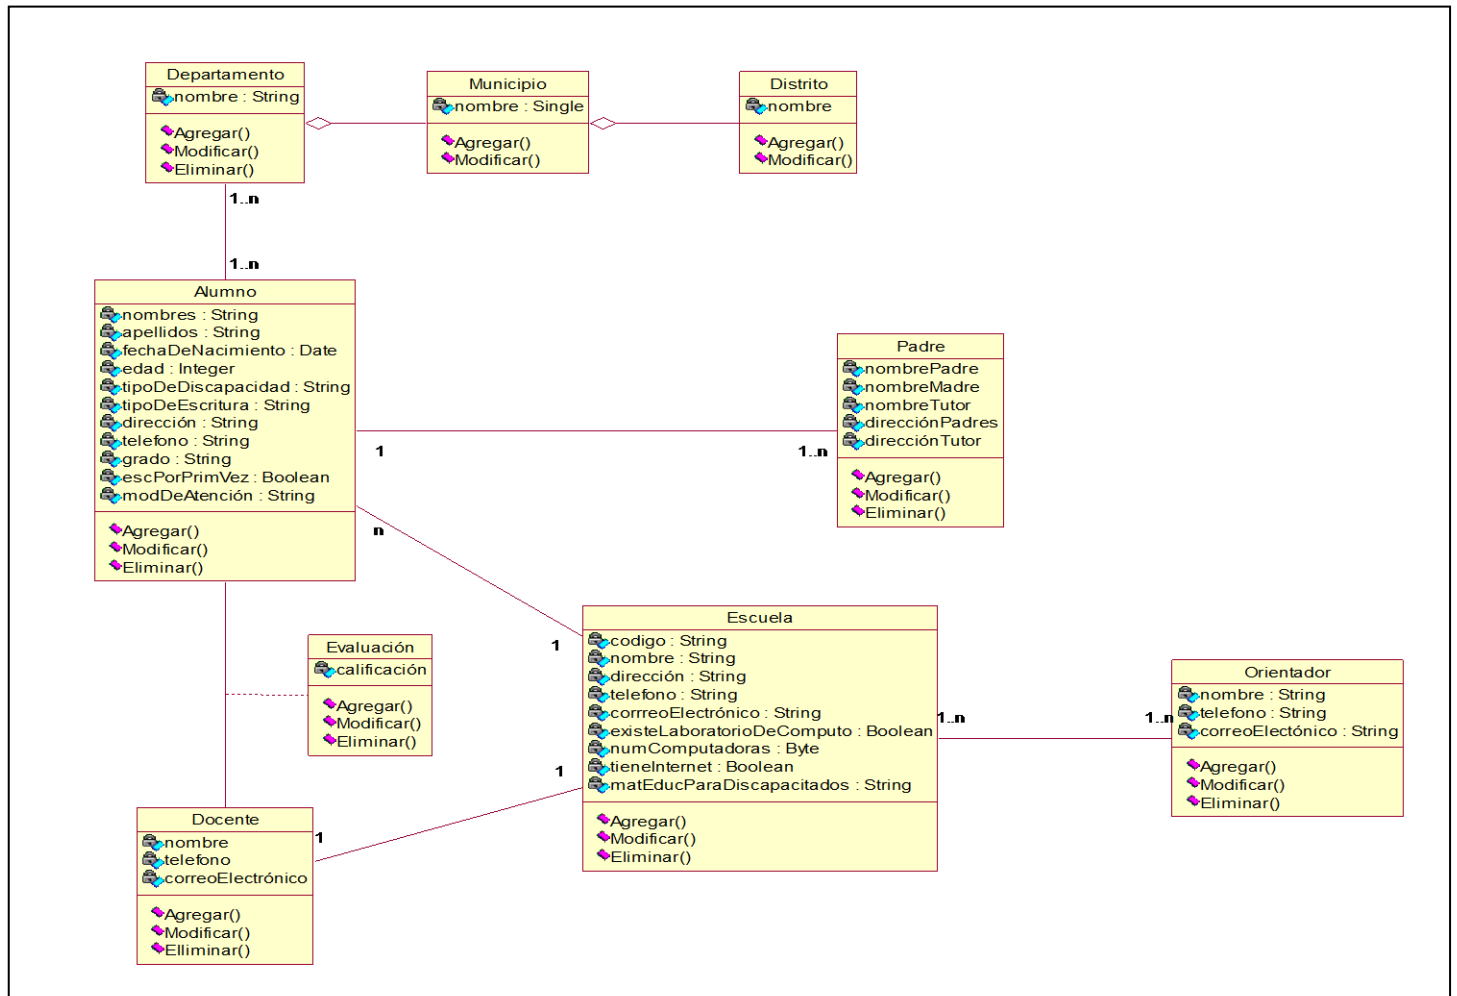 Departamento
nombre : String
Agregar()
Modificar()
Eliminar()
Municipio
nombre : Single
Agregar()
Modificar()
Distrito
nombre
Agregar()
Modificar()
1..n
1..n
Alumno
nombres : String
apellidos : String
fechaDeNacimiento : Date
edad : Integer
tipoDeDiscapacidad : String
tipoDeEscritura : String
dirección : String
telefono : String
grado : String
escPorPrimVez : Boolean
modDeAtención : String
Agregar()
Modificar()
Eliminar()
1
1..n
Padre
nombrePadre
nombreMadre
nombreTutor
direcciónPadres
direcciónTutor
Agregar()
Modificar()
Eliminar()
n
1
Evaluación
calificación
Agregar()
Modificar()
Eliminar()
Escuela
codigo : String
nombre : String
dirección : String
telefono : String
corrreoElectrónico : String
existeLaboratorioDeComputo : Boolean
numComputadoras : Byte
tieneInternet : Boolean
matEducParaDiscapacitados : String
Agregar()
Modificar()
Eliminar()
1..n
1..n
Orientador
nombre : String
telefono : String
correoElectónico : String
Agregar()
Modificar()
Eliminar()
1
1
Docente
nombre
telefono
correoElectrónico
Agregar()
Modificar()
Elliminar()